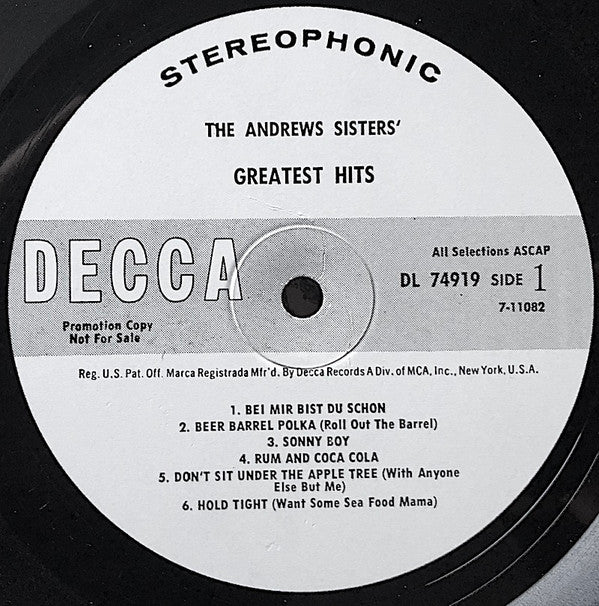 STEREOPHONIC
THE ANDREWS SISTERS'
GREATEST HITS
DECCA
All Selections ASCAP
DL 74919 SIDE 1
7-11082
Promotion Copy
Not For Sale
Reg. U.S. Pat. Off. Marca Registrada Mfr'd. By Decca Records A Div. of MCA, Inc., New York, U.S.A.
1. BEI MIR BIST DU SCHON
2. BEER BARREL POLKA (Roll Out The Barrel)
3. SONNY BOY
4. RUM AND COCA COLA
5. DON'T SIT UNDER THE APPLE TREE (With Anyone
Else But Me)
6. HOLD TIGHT (Want Some Sea Food Mama)